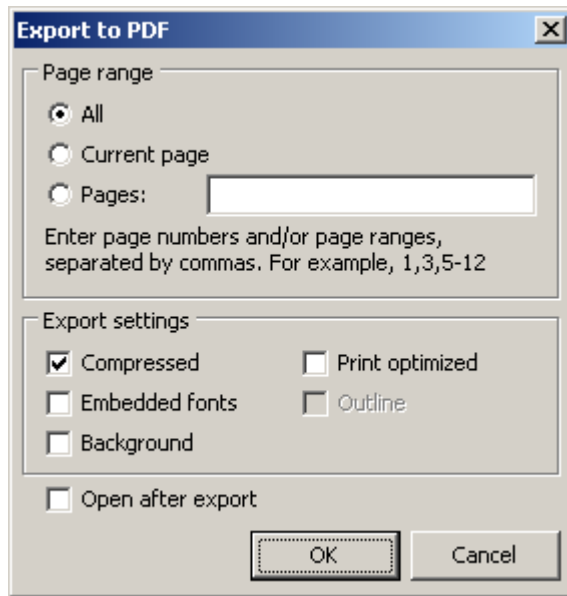 Export to PDF
Page range
All
Current page
Pages:
Enter page numbers and/or page ranges,
separated by commas. For example, 1,3,5-12
Export settings
Compressed
Print optimized
Embedded fonts
Outline
Background
Open after export
OK
Cancel